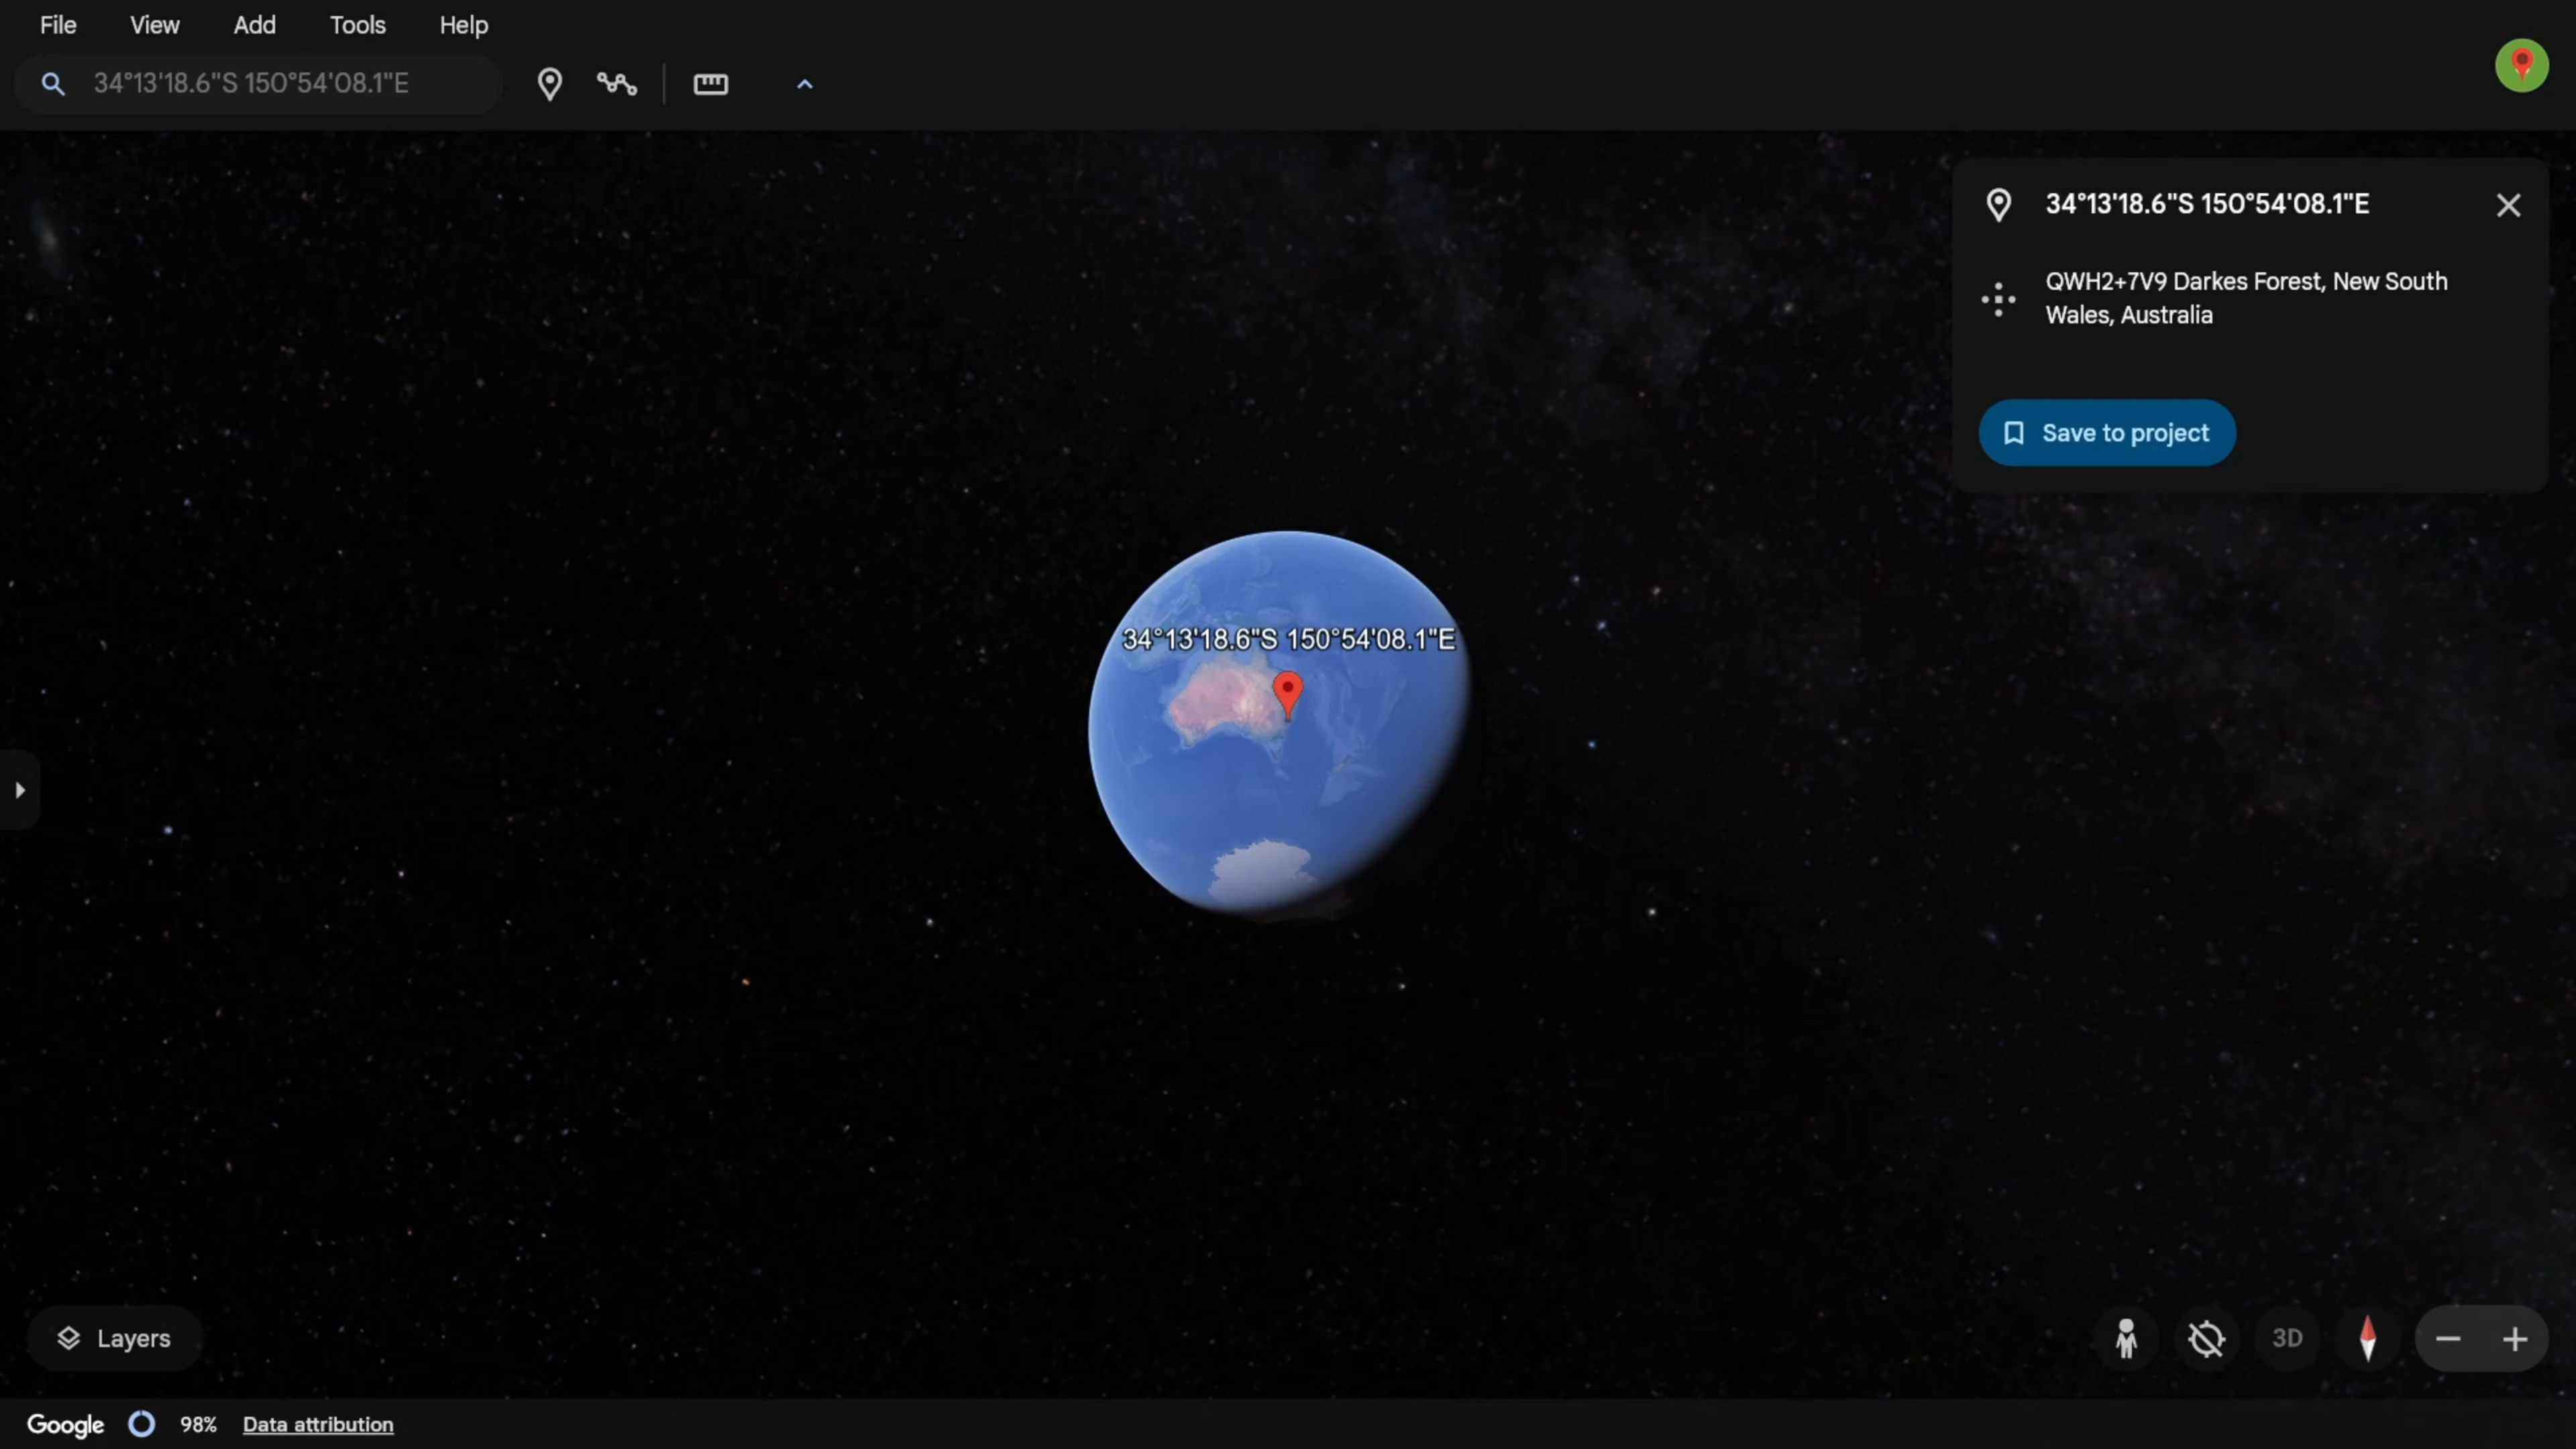 File View Add Tools Help
34°13'18.6"S 150°54'08.1"E
34°13'18.6"S 150°54'08.1"E
QWH2+7V9 Darkes Forest, New South
Wales, Australia
Save to project
34°13'18.6"S 150°54'08.1"E
Layers
3D
Google 98% Data attribution